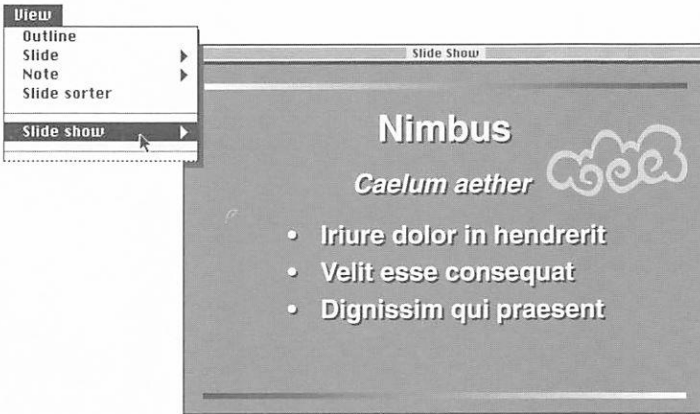 View
Outline
Slide
Note
Slide sorter
Slide show
Slide Show
Nimbus
Caelum aether
• Iriure dolor in hendrerit
• Velit esse consequat
• Dignissim qui praesent